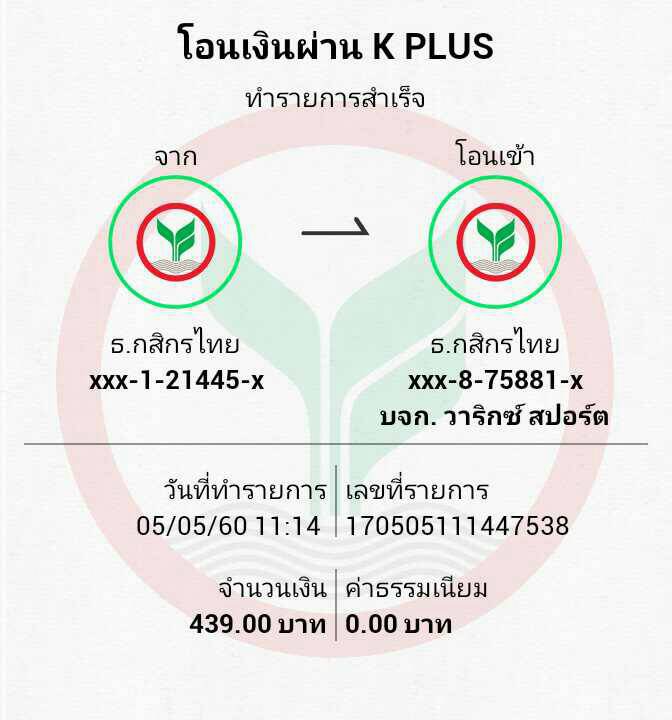 โอนเงินผ่าน K PLUS
ทำรายการสำเร็จ
จาก
โอนเข้า
ธ.กสิกรไทย
xxx-1-21445-x
ธ.กสิกรไทย
xxx-8-75881-x
บจก. วาริกซ์ สปอร์ต
วันที่ทำรายการ
05/05/60 11:14
เลขที่รายการ
170505111447538
จำนวนเงิน
439.00 บาท
ค่าธรรมเนียม
0.00 บาท